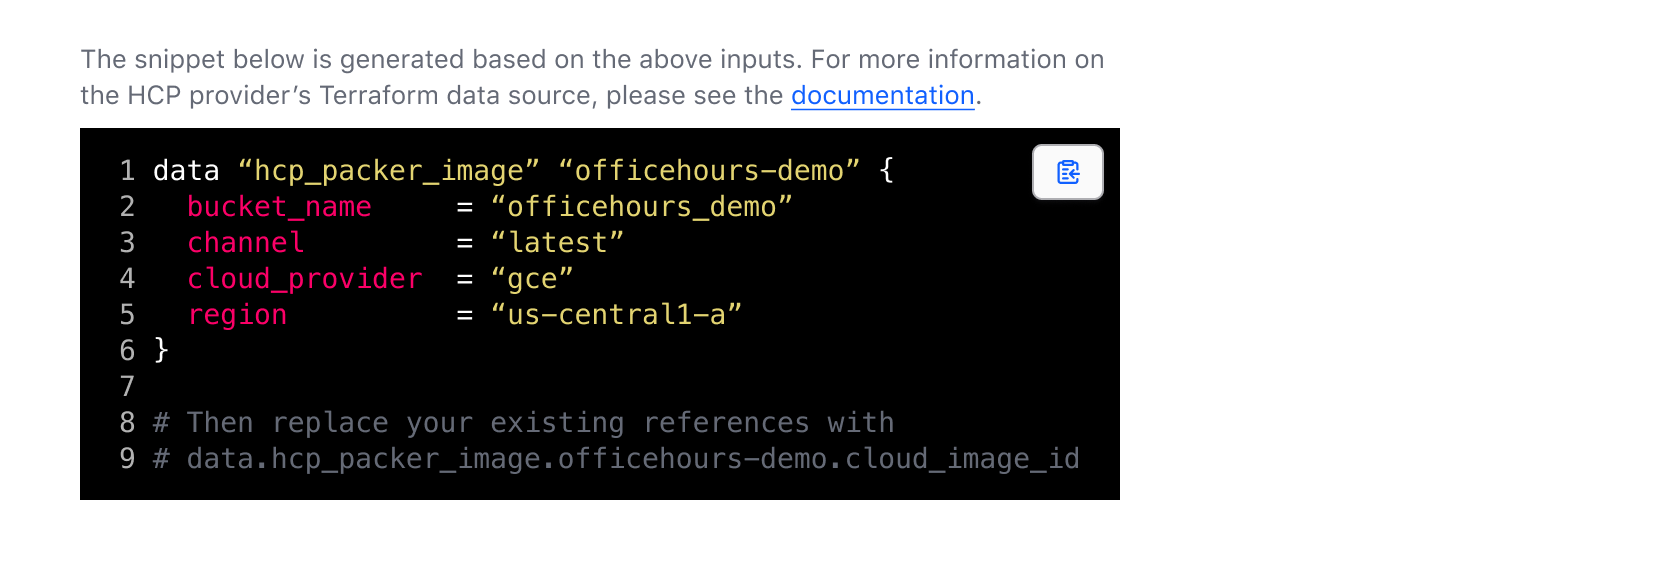 The snippet below is generated based on the above inputs. For more information on
the HCP provider’s Terraform data source, please see the documentation.
1 data “hcp_packer_image” “officehours-demo” {
2   bucket_name     = “officehours_demo”
3   channel         = “latest”
4   cloud_provider  = “gce”
5   region          = “us-central1-a”
6 }
7
8 # Then replace your existing references with
9 # data.hcp_packer_image.officehours-demo.cloud_image_id